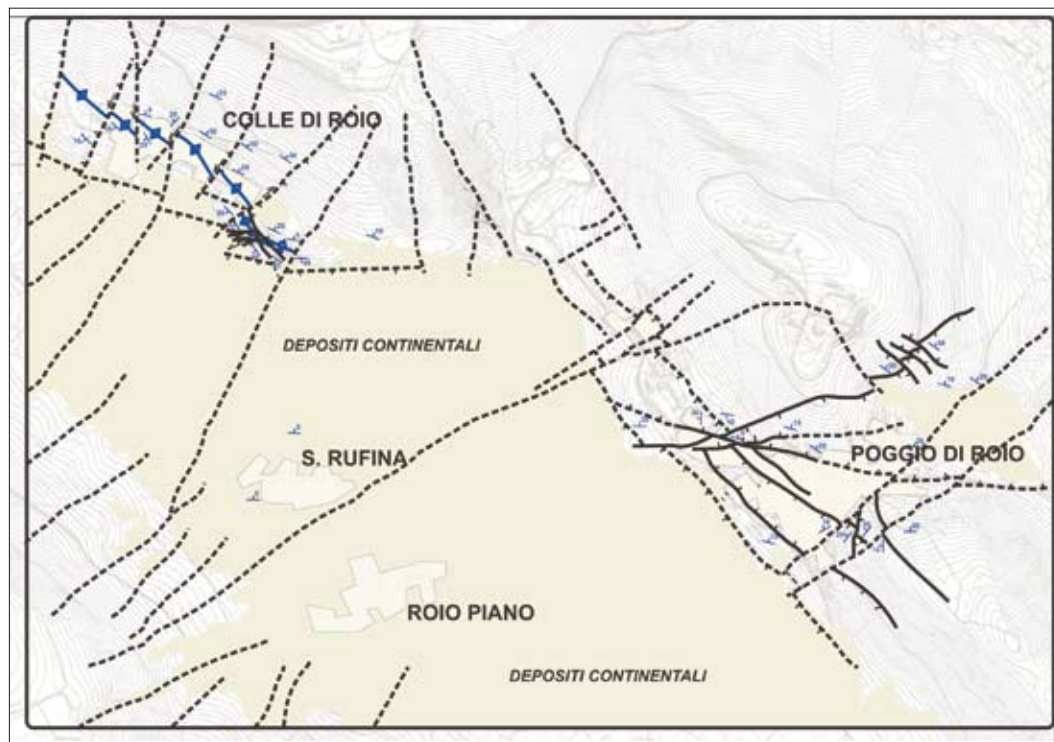 COLLE DI ROIO
DEPOSITI CONTINENTALI
S. RUFINA
POGGIO DI ROIO
ROIO PIANO
DEPOSITI CONTINENTALI